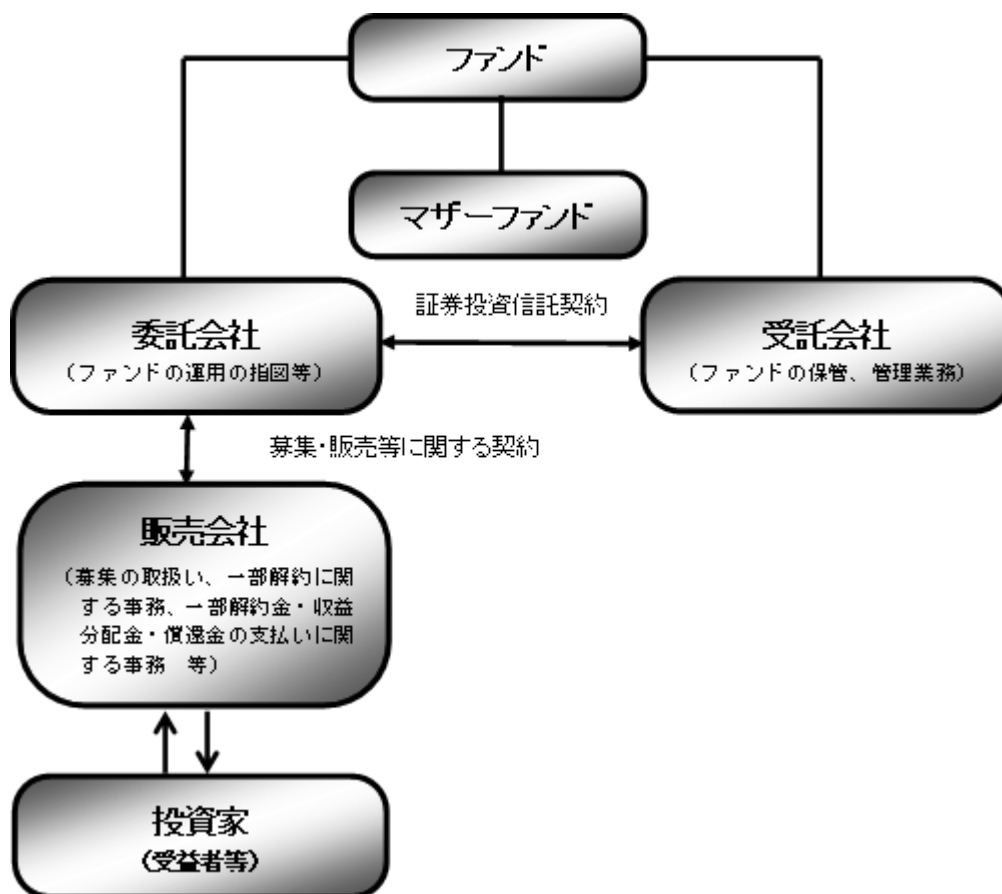 ファンド
マザーファンド
証券投資信託契約
委託会社
(ファンドの運用の指図等)
受託会社
(ファンドの保管、管理業務)
募集・販売等に関する契約
販売会社
(募集の取扱い、一部解約に関
する事務、一部解約金・収益
分配金・償還金の支払いに関
する事務 等)
投資家
(受益者等)